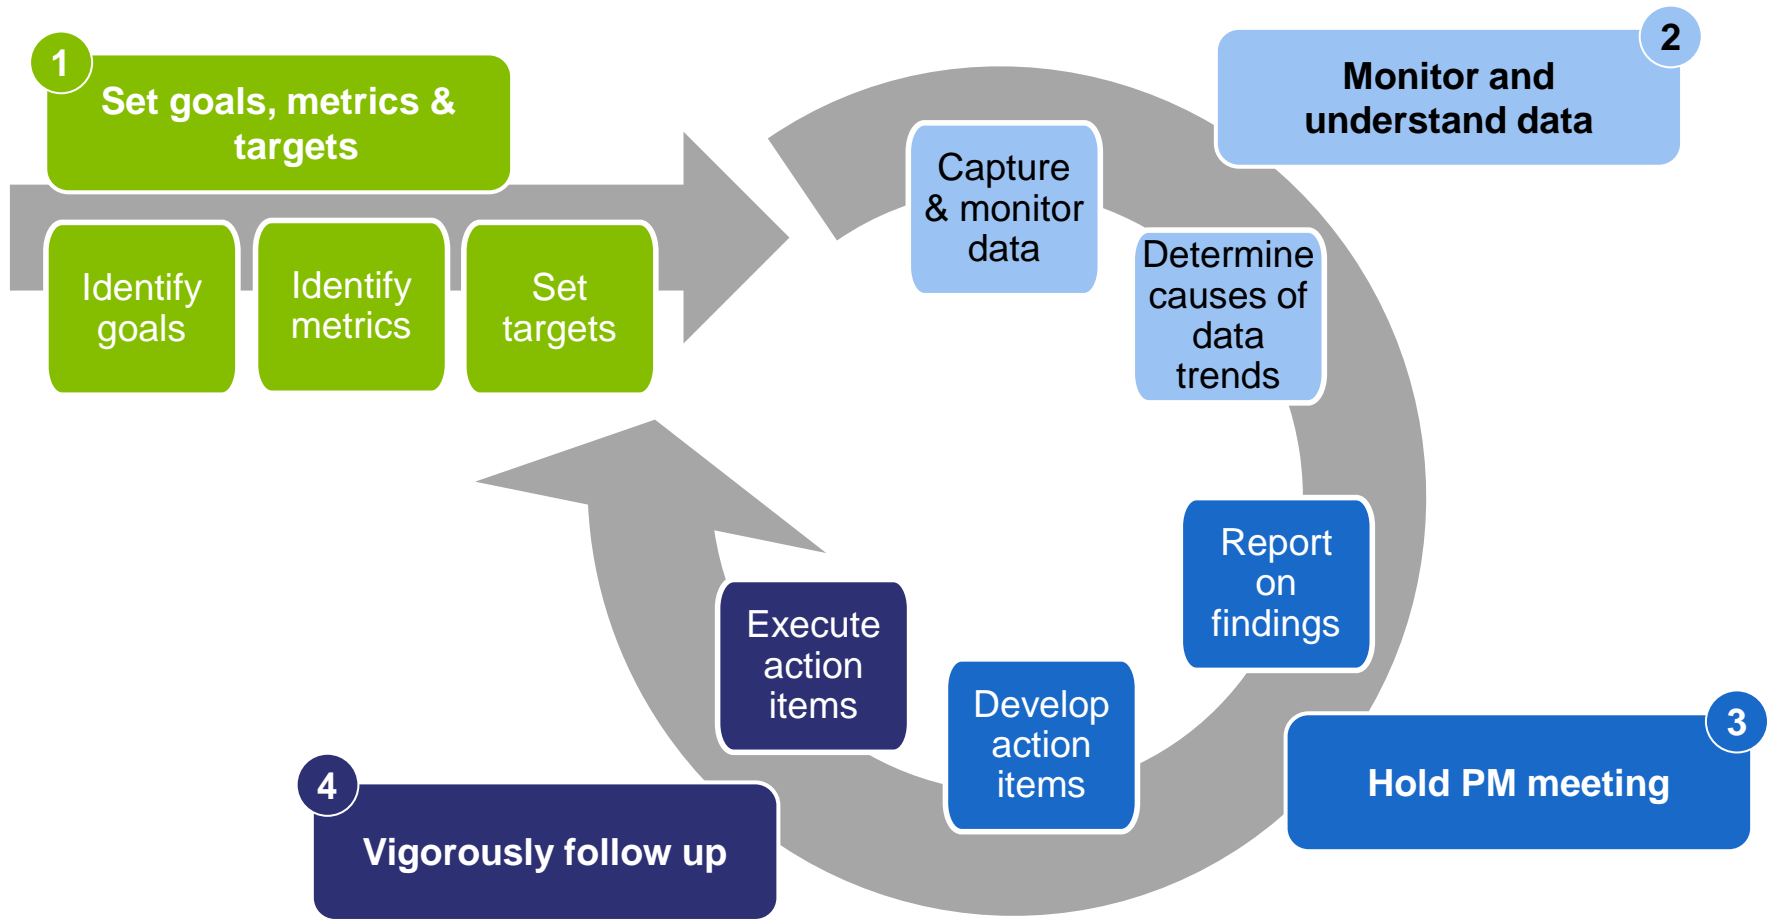 1
Set goals, metrics &
targets
Identify
goals
Identify
metrics
Set
targets
2
Monitor and
understand data
Capture
& monitor
data
Determine
causes of
data
trends
3
Hold PM meeting
Report
on
findings
Develop
action
items
4
Vigorously follow up
Execute
action
items